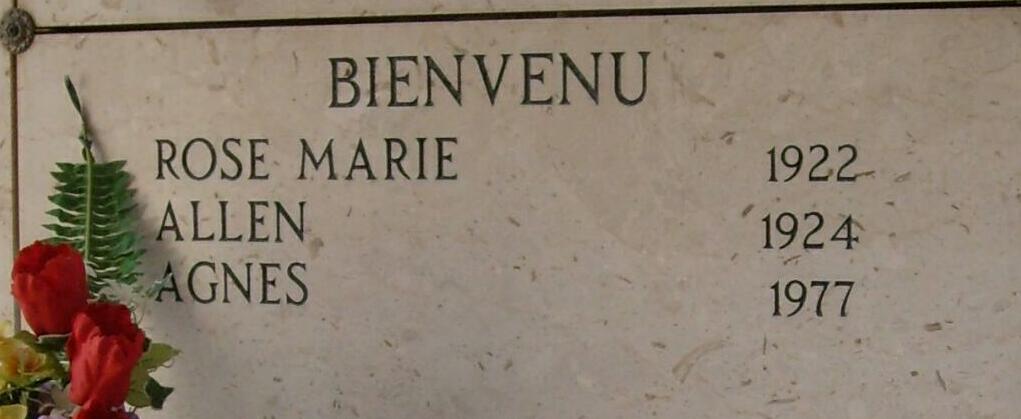 BIENVENU
ROSE MARIE 1922
ALLEN 1924
AGNES 1977